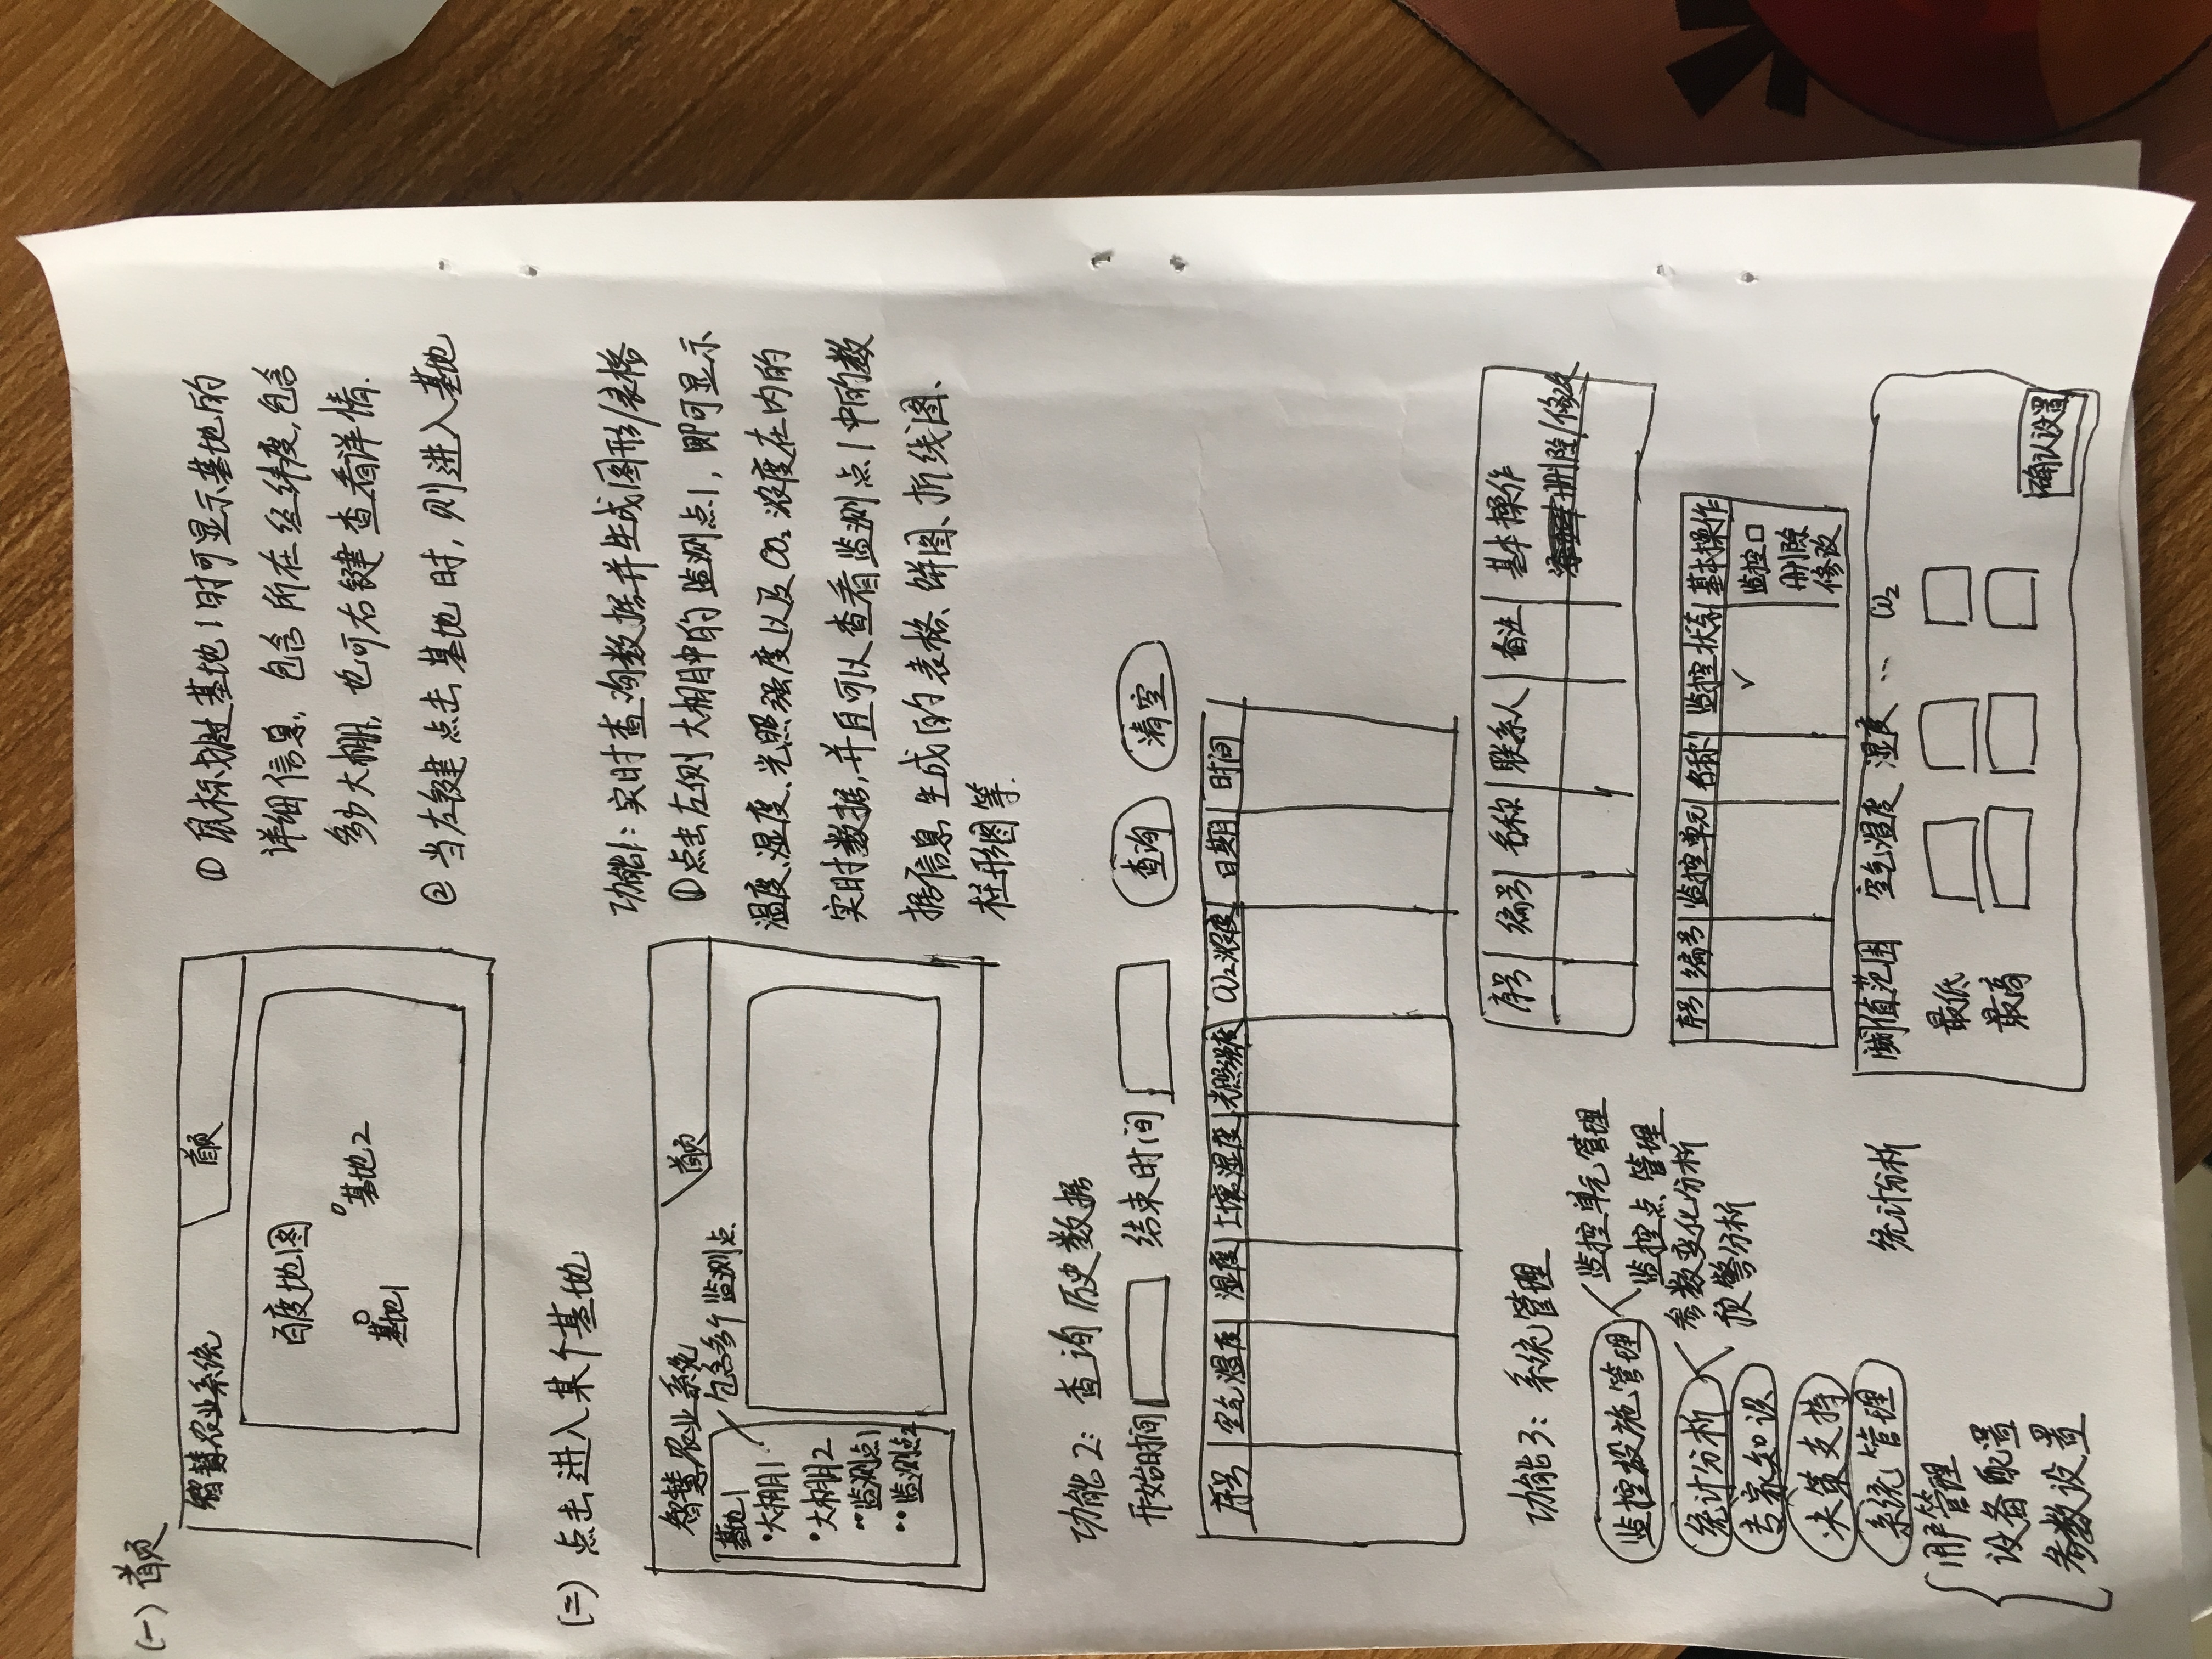 (一) 首页
智慧农业系统 首页
百度地图
基地1
基地2
① 鼠标划过基地1时可显示基地的
详细信息, 包含所在经纬度,包含
多少大棚, 也可右键查看详情.
② 当左键点击基地时, 则进入基地
(二) 点击进入某个基地
智慧农业系统 首页
基地1
包含多个监测点
·大棚1
·大棚2
··监测点1
··监测点2
功能1: 实时查询数据并生成图形/表格
①点击左侧大棚中的监测点1, 即可显示
温度、湿度、光照强度以及CO₂浓度在内的
实时数据,并且可以查看监测点1中的数
据信息生成的表格、饼图、折线图、
柱形图等.
功能2: 查询历史数据
开始时间 结束时间 查询 清空
序号 空气温度 湿度 土壤湿度 光照强度 CO₂浓度 日期 时间
功能3: 系统管理
监控设施管理
监控单元管理
监控点管理
统计分析
参数变化分析
预警分析
专家知识
决策支持
系统管理
用户管理
设备配置
参数设置
序号 编号 名称 联系人 备注 基本操作
删除/修改
序号 编号 监控单元 名称 监控状态 基本操作
✓
监控口
删除
修改
统计分析
阈值范围 空气温度 湿度 … CO₂
最低
最高
确认设置